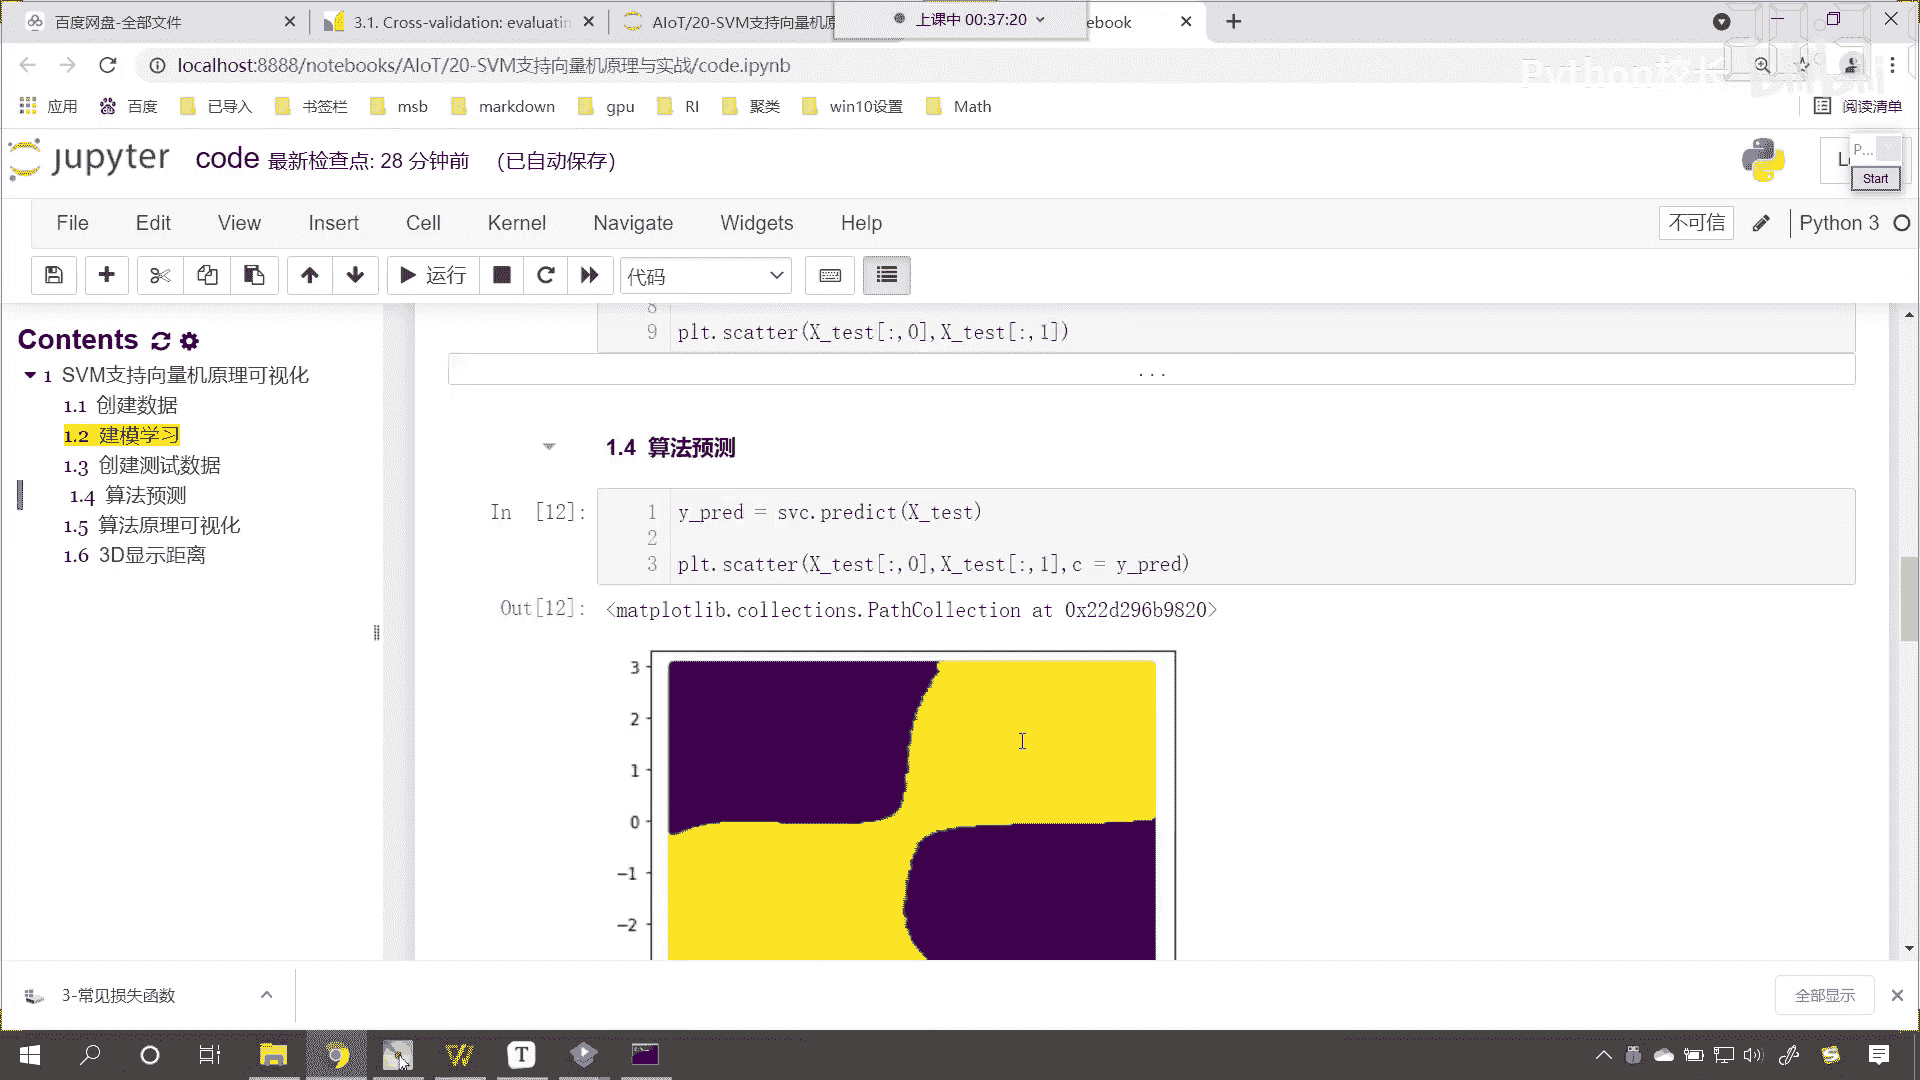 百度网盘-全部文件
3.1. Cross-validation: evaluatin
AIoT/20-SVM支持向量机原
上课中 00:37:20
ebook
localhost:8888/notebooks/AIoT/20-SVM支持向量机原理与实战/code.ipynb
Python校长
应用
百度
已导入
书签栏
msb
markdown
gpu
RI
聚类
win10设置
Math
阅读清单
jupyter
code 最新检查点: 28 分钟前 (已自动保存)
P...
Start
File Edit View Insert Cell Kernel Navigate Widgets Help
不可信
Python 3
运行
代码
Contents
1 SVM支持向量机原理可视化
1.1 创建数据
1.2 建模学习
1.3 创建测试数据
1.4 算法预测
1.5 算法原理可视化
1.6 3D显示距离
8
9 plt.scatter(X_test[:,0],X_test[:,1])
...
1.4 算法预测
In [12]:
1 y_pred = svc.predict(X_test)
2
3 plt.scatter(X_test[:,0],X_test[:,1],c = y_pred)
Out[12]: <matplotlib.collections.PathCollection at 0x22d296b9820>
3
2
1
0
−1
−2
3-常见损失函数
全部显示